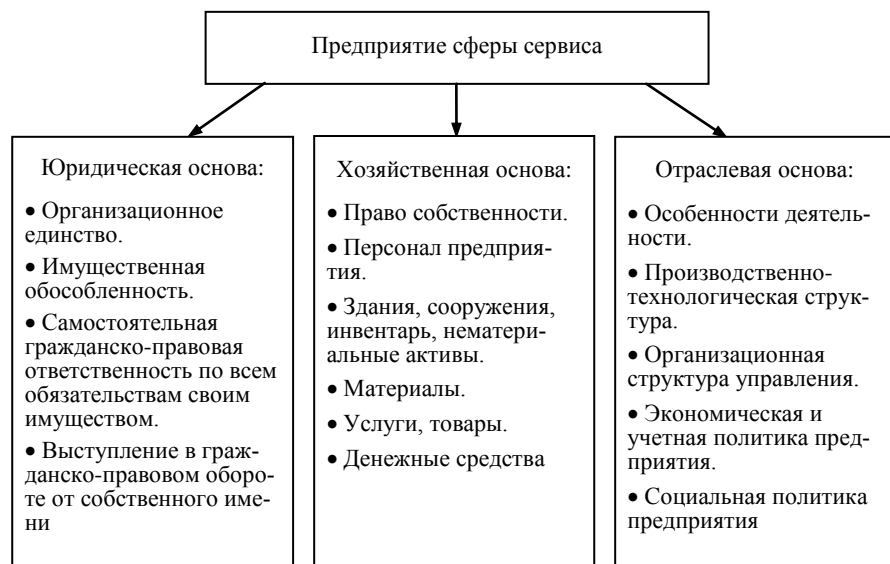 Предприятие сферы сервиса
Юридическая основа:
• Организационное
единство.
• Имущественная
обособленность.
• Самостоятельная
гражданско-правовая
ответственность по всем
обязательствам своим
имуществом.
• Выступление в граж-
данско-правовом оборо-
те от собственного име-
ни
Хозяйственная основа:
• Право собственности.
• Персонал предприя-
тия.
• Здания, сооружения,
инвентарь, нематери-
альные активы.
• Материалы.
• Услуги, товары.
• Денежные средства
Отраслевая основа:
• Особенности деятель-
ности.
• Производственно-
технологическая струк-
тура.
• Организационная
структура управления.
• Экономическая и
учетная политика пред-
приятия.
• Социальная политика
предприятия